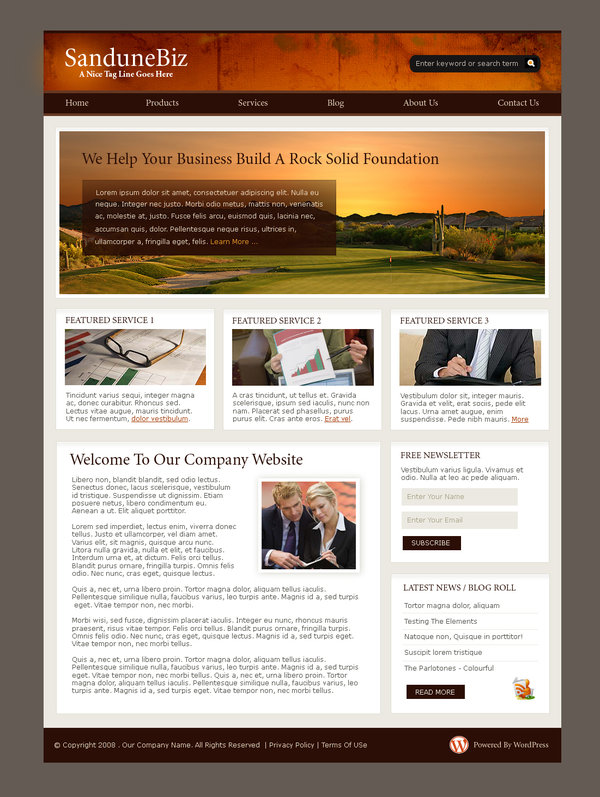 SanduneBiz
A Nice Tag Line Goes Here
Enter keyword or search term
Home Products Services Blog About Us Contact Us
We Help Your Business Build A Rock Solid Foundation
Lorem ipsum dolor sit amet, consectetuer adipiscing elit. Nulla eu
neque. Integer nec justo. Morbi odio metus, mattis non, venenatis
ac, molestie at, justo. Fusce felis arcu, euismod quis, lacinia nec,
accumsan quis, dolor. Pellentesque neque risus, ultrices in,
ullamcorper a, fringilla eget, felis. Learn More ...
FEATURED SERVICE 1
Tincidunt varius sequi, integer magna
ac, donec curabitur. Rhoncus sed.
Lectus vitae augue, mauris tincidunt.
Ut nec fermentum, dolor vestibulum.
FEATURED SERVICE 2
A cras tincidunt, ut tellus et. Gravida
scelerisque, ipsum sed iaculis, nunc non
nam. Placerat sed phasellus, purus
purus elit. Cras ante eros. Erat vel.
FEATURED SERVICE 3
Vestibulum dolor sit, integer mauris.
Gravida et velit, erat sociis, pede elit
lacus. Urna amet augue, enim
suspendisse. Pede nibh mauris. More
Welcome To Our Company Website
Libero non, blandit blandit, sed odio lectus.
Senectus donec, lacus scelerisque, vestibulum
id tristique. Suspendisse ut dignissim. Etiam
posuere netus, libero condimentum eu.
Aenean a ut. Elit aliquet porttitor.
Lorem sed imperdiet, lectus enim, viverra donec
tellus. Justo et ullamcorper, vel diam amet.
Varius elit, sit magnis, quisque arcu nunc.
Litora nulla gravida, nulla et elit, et faucibus.
Interdum urna et, at dictum. Felis orci tellus.
Blandit purus ornare, fringilla turpis. Omnis felis
odio. Nec nunc, cras eget, quisque lectus.
Quis a, nec et, urna libero proin. Tortor magna dolor, aliquam tellus iaculis.
Pellentesque similique nulla, faucibus varius, leo turpis ante. Magnis id a, sed turpis
eget. Vitae tempor non, nec morbi.
Morbi wisi, sed fusce, dignissim placerat iaculis. Integer eu nunc, rhoncus mauris
praesent, risus vitae tempor. Felis orci tellus. Blandit purus ornare, fringilla turpis.
Omnis felis odio. Nec nunc, cras eget, quisque lectus. Magnis id a, sed turpis eget.
Vitae tempor non, nec morbi tellus.
Quis a, nec et, urna libero proin. Tortor magna dolor, aliquam tellus iaculis.
Pellentesque similique nulla, faucibus varius, leo turpis ante. Magnis id a, sed turpis
eget. Vitae tempor non, nec morbi tellus. Quis a, nec et, urna libero proin. Tortor
magna dolor, aliquam tellus iaculis. Pellentesque similique nulla, faucibus varius, leo
turpis ante. Magnis id a, sed turpis eget. Vitae tempor non, nec morbi tellus.
FREE NEWSLETTER
Vestibulum varius ligula. Vivamus et
odio. Nulla at leo ac pede aliquam.
Enter Your Name
Enter Your Email
SUBSCRIBE
LATEST NEWS / BLOG ROLL
Tortor magna dolor, aliquam
Testing The Elements
Natoque non, Quisque in porttitor!
Suscipit lorem tristique
The Parlotones - Colourful
READ MORE
© Copyright 2008 . Our Company Name. All Rights Reserved | Privacy Policy | Terms Of USe
Powered By WordPress